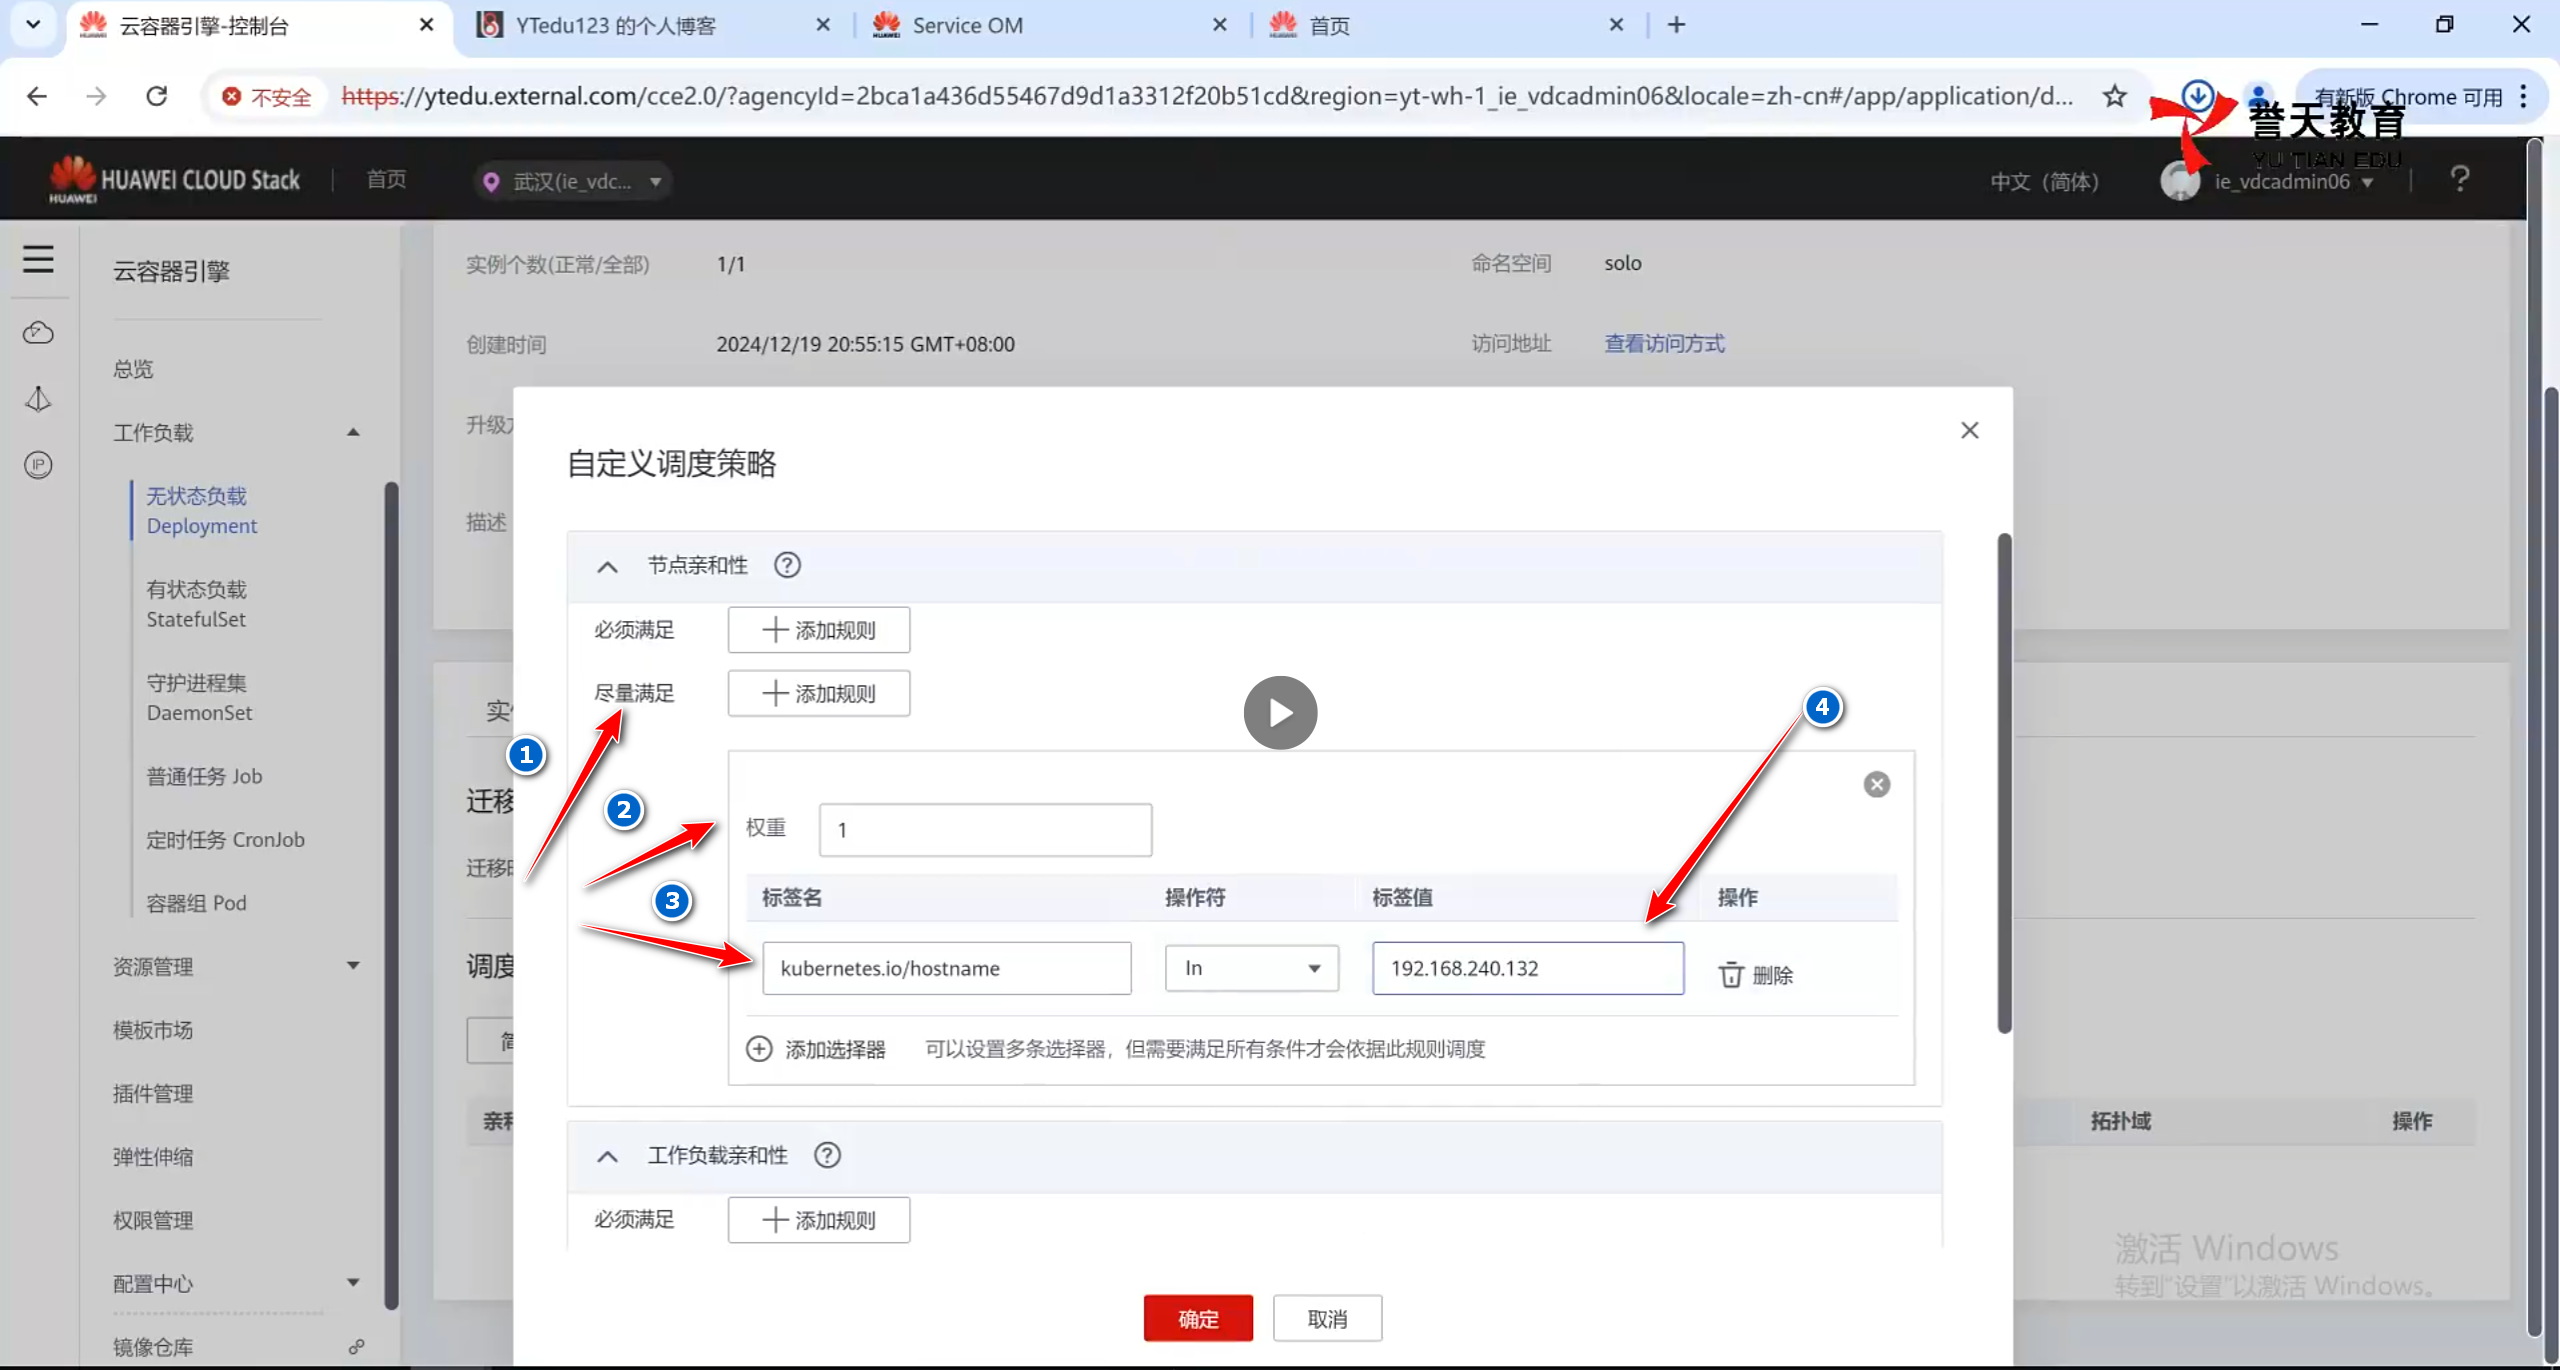 云容器引擎-控制台
YTedu123 的个人博客
Service OM
首页
不安全
https://ytedu.external.com/cce2.0/?agencyId=2bca1a436d55467d9d1a3312f20b51cd&region=yt-wh-1_ie_vdcadmin06&locale=zh-cn#/app/application/d...
有新版 Chrome 可用
誉天教育
YU TIAN EDU
HUAWEI
HUAWEI CLOUD Stack
首页
武汉(ie_vdc...
中文（简体）
ie_vdcadmin06
云容器引擎
总览
工作负载
无状态负载
Deployment
有状态负载
StatefulSet
守护进程集
DaemonSet
普通任务 Job
定时任务 CronJob
容器组 Pod
资源管理
模板市场
插件管理
弹性伸缩
权限管理
配置中心
镜像仓库
实例个数(正常/全部)
1/1
命名空间
solo
创建时间
2024/12/19 20:55:15 GMT+08:00
访问地址
查看访问方式
升级
描述
迁移
调度
拓扑域
操作
自定义调度策略
节点亲和性
必须满足
添加规则
尽量满足
添加规则
1
2
3
4
权重
1
标签名
操作符
标签值
操作
kubernetes.io/hostname
In
192.168.240.132
删除
添加选择器
可以设置多条选择器，但需要满足所有条件才会依据此规则调度
工作负载亲和性
必须满足
添加规则
确定
取消
激活 Windows
转到“设置”以激活 Windows。